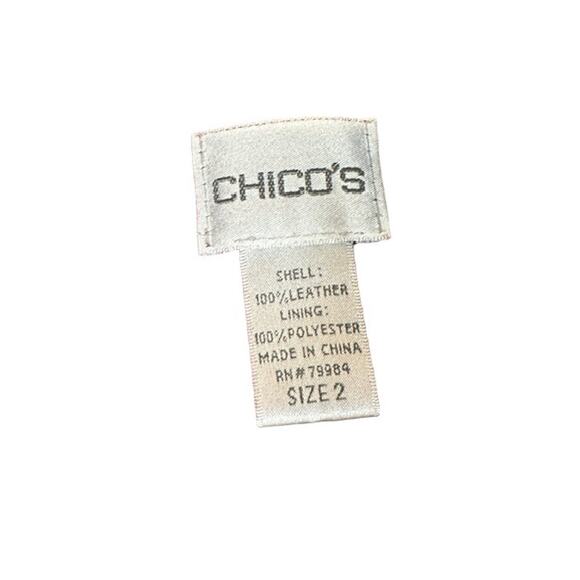 CHICO'S
SHELL:
100%LEATHER
LINING:
100%POLYESTER
MADE IN CHINA
RN#79984
SIZE 2